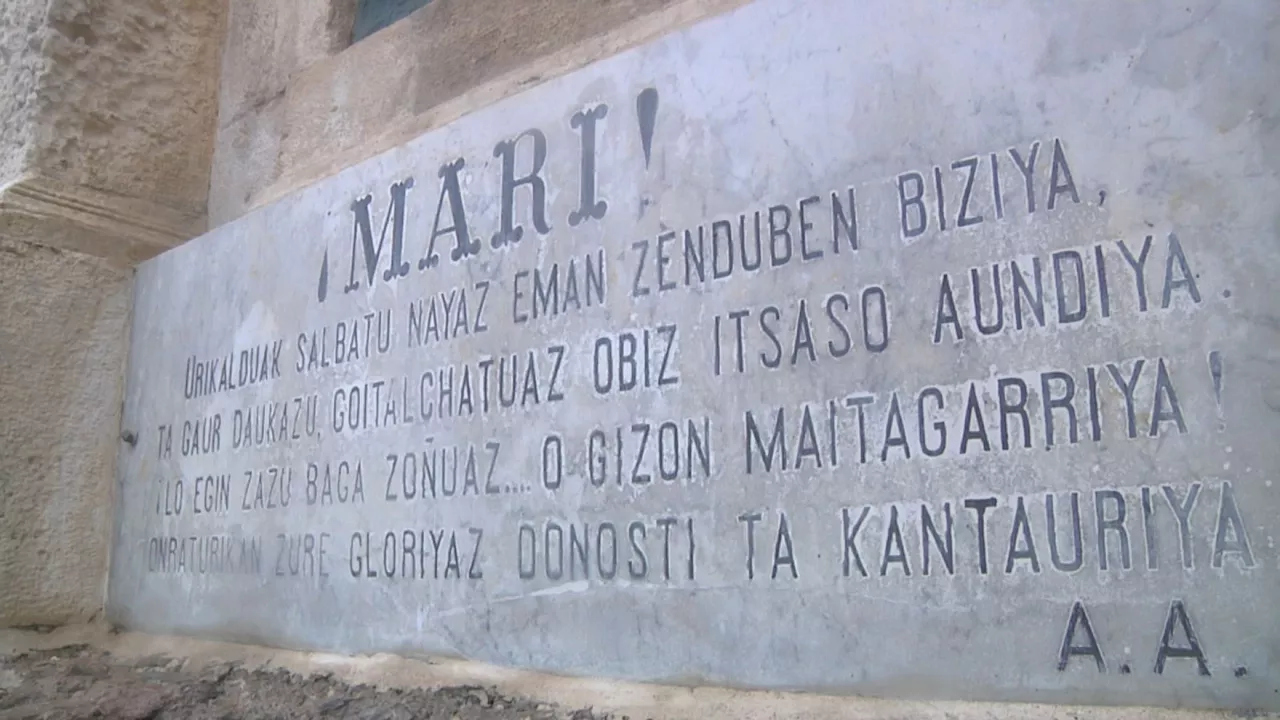 ¡MARI!
URIKALDUAK SALBATU NAYAZ EMAN ZENDUBEN BIZIYA,
TA GAUR DAUKAZU, GOITALCHATUAZ OBIZ ITSASO AUNDIYA.
¡LO EGIN ZAZU BAGA ZOÑUAZ.... O GIZON MAITAGARRIYA!
ONRATURIKAN ZURE GLORIYAZ DONOSTI TA KANTAURIYA
A.A.